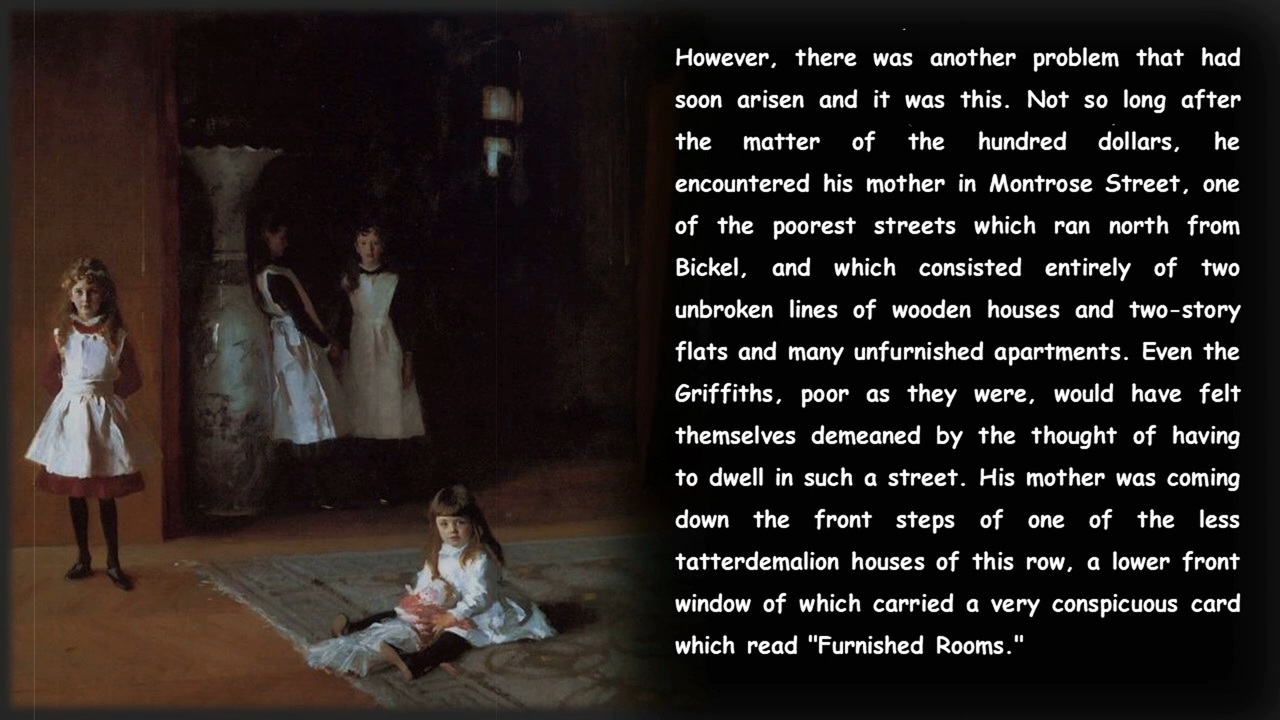 However, there was another problem that had
soon arisen and it was this. Not so long after
the matter of the hundred dollars, he
encountered his mother in Montrose Street, one
of the poorest streets which ran north from
Bickel, and which consisted entirely of two
unbroken lines of wooden houses and two-story
flats and many unfurnished apartments. Even the
Griffiths, poor as they were, would have felt
themselves demeaned by the thought of having
to dwell in such a street. His mother was coming
down the front steps of one of the less
tatterdemalion houses of this row, a lower front
window of which carried a very conspicuous card
which read "Furnished Rooms."